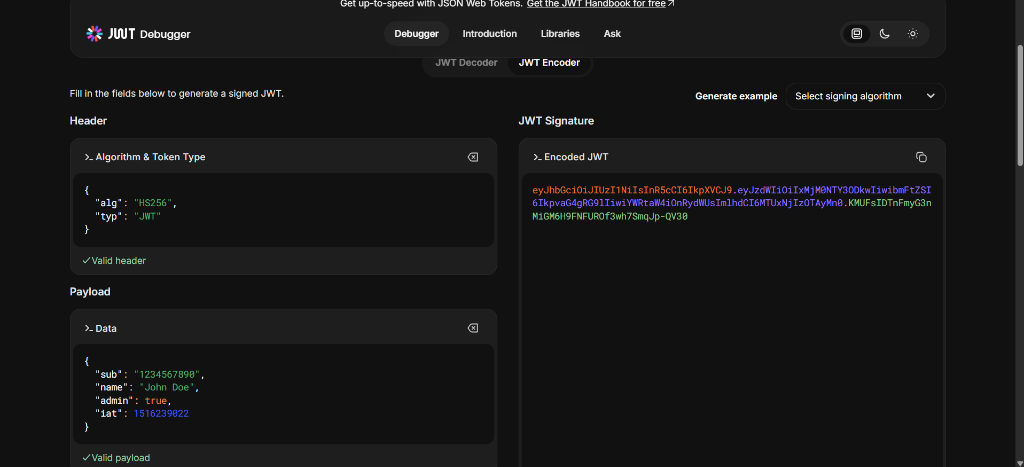 Get up-to-speed with JSON Web Tokens. Get the JWT Handbook for free
JWT Debugger
Debugger
Introduction
Libraries
Ask
JWT Decoder
JWT Encoder
Fill in the fields below to generate a signed JWT.
Generate example
Select signing algorithm
Header
Algorithm & Token Type
{
"alg": "HS256",
"typ": "JWT"
}
Valid header
Payload
Data
{
"sub": "1234567890",
"name": "John Doe",
"admin": true,
"iat": 1516239022
}
Valid payload
JWT Signature
Encoded JWT
eyJhbGciOiJIUzI1NiIsInR5cCI6IkpXVCJ9.eyJzdWIiOiIxMjM0NTY3ODkwIiwibmFtZSI
6IkpvaG4gRG9lIiwiYWRtaW4iOnRydWUsImlhdCI6MTUxNjIzOTAyMn0.KMUFsIDTnFmyG3n
MiGM6H9FNFUROf3wh7SmqJp-QV30